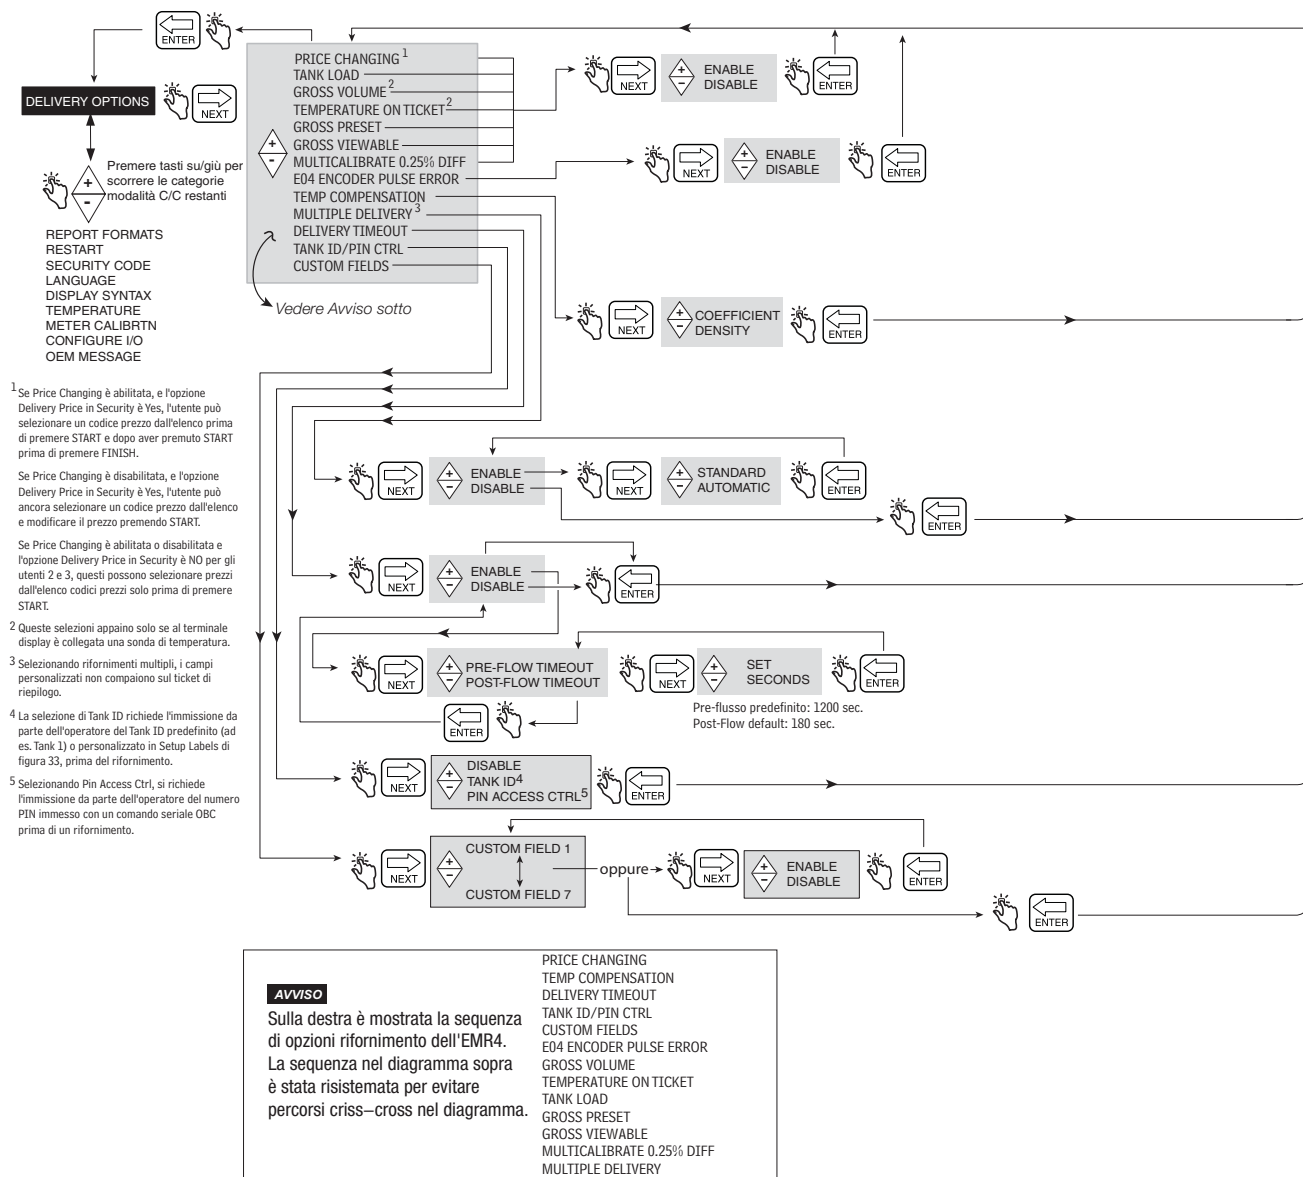 ENTER
DELIVERY OPTIONS
NEXT
Premere tasti su/giù per
scorrere le categorie
modalità C/C restanti
+
-
REPORT FORMATS
RESTART
SECURITY CODE
LANGUAGE
DISPLAY SYNTAX
TEMPERATURE
METER CALIBRTN
CONFIGURE I/O
OEM MESSAGE
+
-
PRICE CHANGING 1
TANK LOAD
GROSS VOLUME 2
TEMPERATURE ON TICKET 2
GROSS PRESET
GROSS VIEWABLE
MULTICALIBRATE 0.25% DIFF
E04 ENCODER PULSE ERROR
TEMP COMPENSATION
MULTIPLE DELIVERY 3
DELIVERY TIMEOUT
TANK ID/PIN CTRL
CUSTOM FIELDS
Vedere Avviso sotto
NEXT
+
-
ENABLE
DISABLE
ENTER
NEXT
+
-
ENABLE
DISABLE
ENTER
NEXT
+
-
COEFFICIENT
DENSITY
ENTER
1 Se Price Changing è abilitata, e l'opzione
Delivery Price in Security è Yes, l'utente può
selezionare un codice prezzo dall'elenco prima
di premere START e dopo aver premuto START
prima di premere FINISH.
Se Price Changing è disabilitata, e l'opzione
Delivery Price in Security è Yes, l'utente può
ancora selezionare un codice prezzo dall'elenco
e modificare il prezzo premendo START.
Se Price Changing è abilitata o disabilitata e
l'opzione Delivery Price in Security è NO per gli
utenti 2 e 3, questi possono selezionare prezzi
dall'elenco codici prezzi solo prima di premere
START.
2 Queste selezioni appaino solo se al terminale
display è collegata una sonda di temperatura.
3 Selezionando rifornimenti multipli, i campi
personalizzati non compaiono sul ticket di
riepilogo.
4 La selezione di Tank ID richiede l'immissione da
parte dell'operatore del Tank ID predefinito (ad
es. Tank 1) o personalizzato in Setup Labels di
figura 33, prima del rifornimento.
5 Selezionando Pin Access Ctrl, si richiede
l'immissione da parte dell'operatore del numero
PIN immesso con un comando seriale OBC
prima di un rifornimento.
NEXT
+
-
ENABLE
DISABLE
NEXT
+
-
STANDARD
AUTOMATIC
ENTER
ENTER
NEXT
+
-
ENABLE
DISABLE
ENTER
NEXT
+
-
PRE-FLOW TIMEOUT
POST-FLOW TIMEOUT
NEXT
+
-
SET
SECONDS
ENTER
Pre-flusso predefinito: 1200 sec.
Post-Flow default: 180 sec.
ENTER
NEXT
+
-
DISABLE
TANK ID4
PIN ACCESS CTRL5
ENTER
NEXT
+
-
CUSTOM FIELD 1
CUSTOM FIELD 7
oppure
NEXT
+
-
ENABLE
DISABLE
ENTER
ENTER
AVVISO
Sulla destra è mostrata la sequenza
di opzioni rifornimento dell'EMR4.
La sequenza nel diagramma sopra
è stata risistemata per evitare
percorsi criss–cross nel diagramma.
PRICE CHANGING
TEMP COMPENSATION
DELIVERY TIMEOUT
TANK ID/PIN CTRL
CUSTOM FIELDS
E04 ENCODER PULSE ERROR
GROSS VOLUME
TEMPERATURE ON TICKET
TANK LOAD
GROSS PRESET
GROSS VIEWABLE
MULTICALIBRATE 0.25% DIFF
MULTIPLE DELIVERY